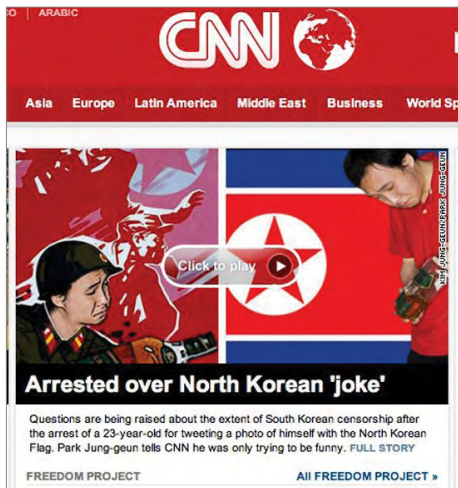 ARABIC
CNN
Asia Europe Latin America Middle East Business World Sp
KIM JUNG-GEUN/PARK JUNG-GEUN
Click to play
Arrested over North Korean 'joke'
Questions are being raised about the extent of South Korean censorship after
the arrest of a 23-year-old for tweeting a photo of himself with the North Korean
Flag. Park Jung-geun tells CNN he was only trying to be funny. FULL STORY
FREEDOM PROJECT All FREEDOM PROJECT »